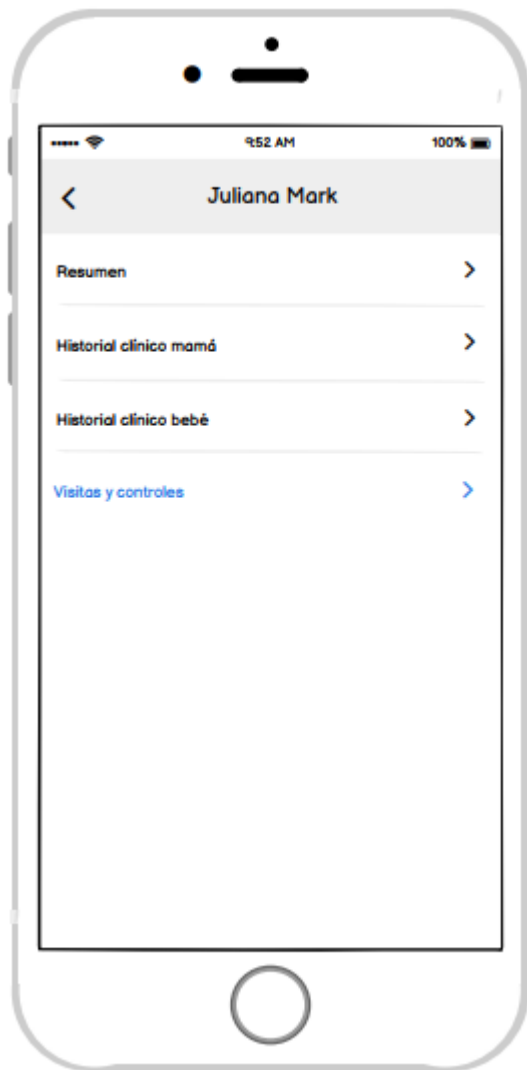 9:52 AM 100%
Juliana Mark
Resumen
Historial clínico mamá
Historial clínico bebé
Visitas y controles